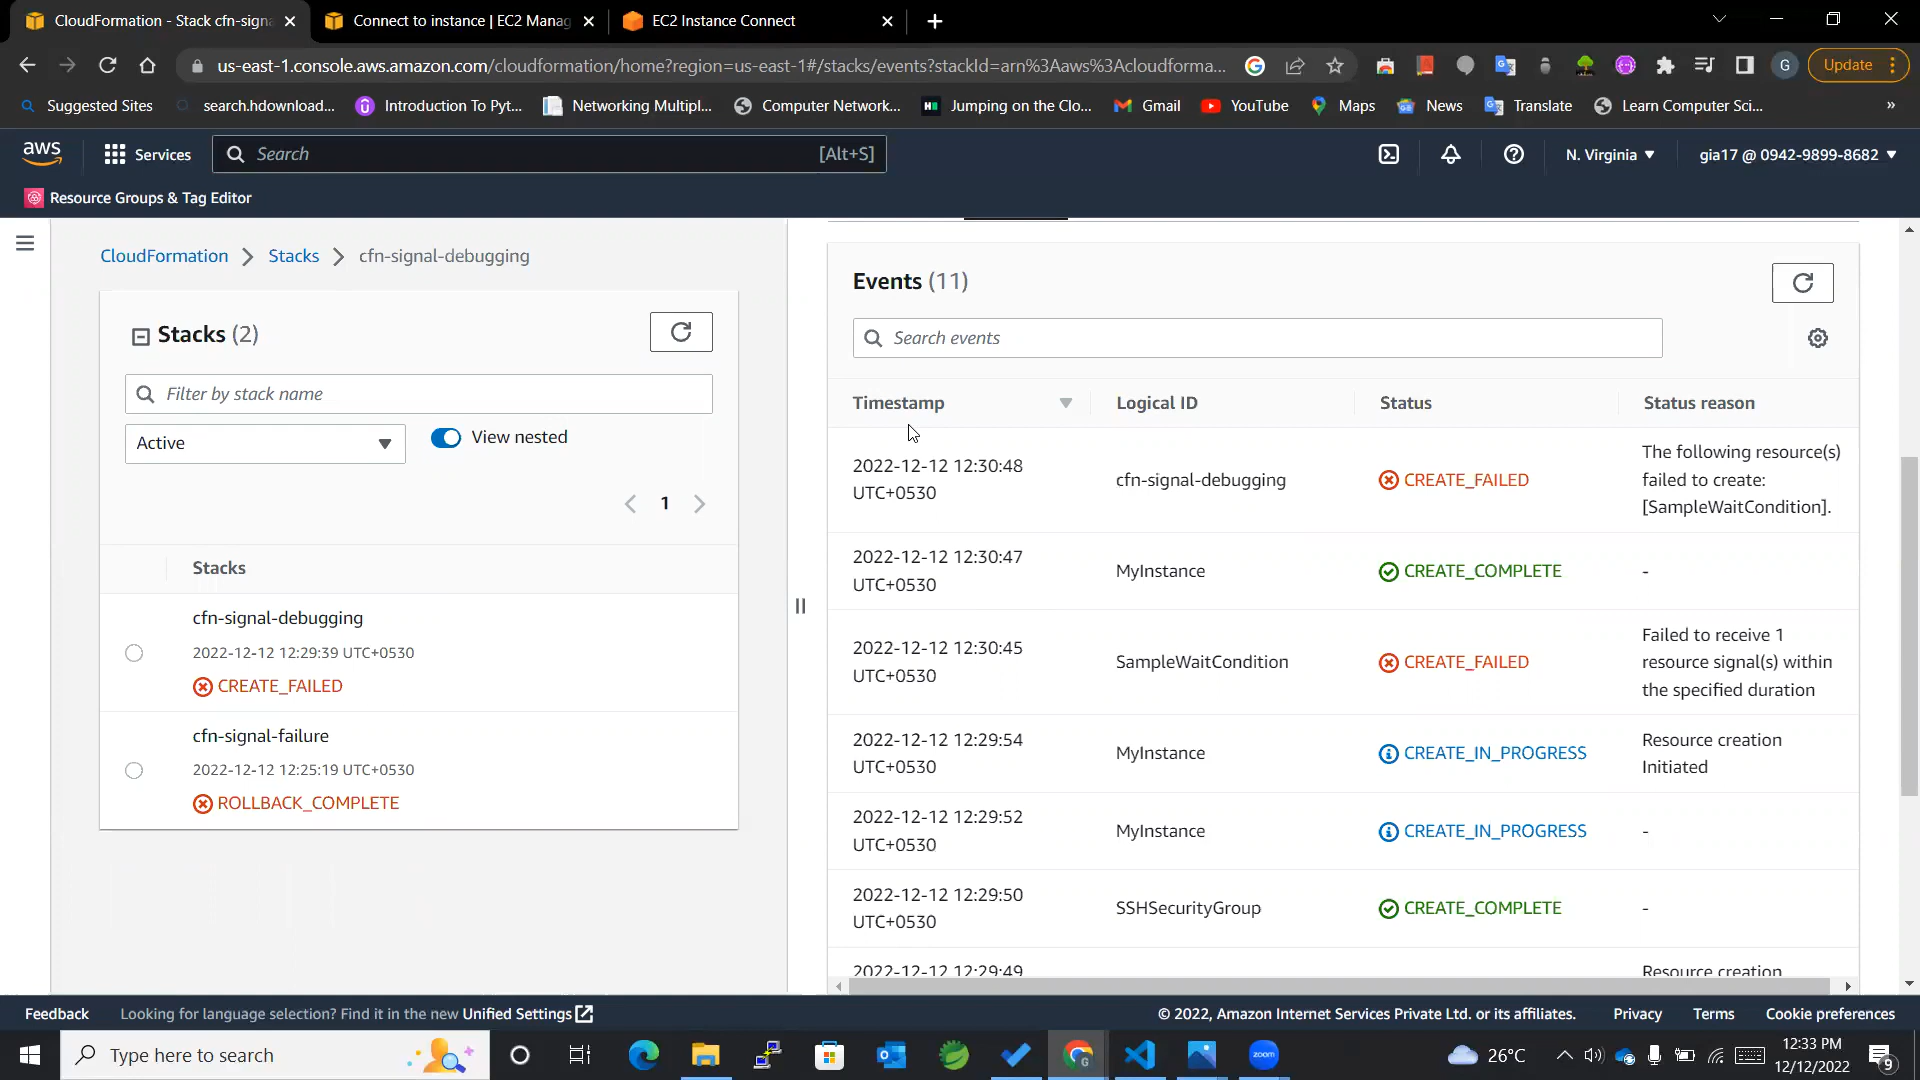 CloudFormation - Stack cfn-signa
Connect to instance | EC2 Manag
EC2 Instance Connect
us-east-1.console.aws.amazon.com/cloudformation/home?region=us-east-1#/stacks/events?stackId=arn%3Aaws%3Acloudforma...
G
Update
Suggested Sites
search.hdownload...
Introduction To Pyt...
Networking Multipl...
Computer Network...
Jumping on the Clo...
Gmail
YouTube
Maps
News
Translate
Learn Computer Sci...
»
aws
Services
Search
[Alt+S]
N. Virginia
gia17 @ 0942-9899-8682
Resource Groups & Tag Editor
CloudFormation
Stacks
cfn-signal-debugging
Stacks (2)
Filter by stack name
Active
View nested
1
Stacks
cfn-signal-debugging
2022-12-12 12:29:39 UTC+0530
CREATE_FAILED
cfn-signal-failure
2022-12-12 12:25:19 UTC+0530
ROLLBACK_COMPLETE
Events (11)
Search events
Timestamp
Logical ID
Status
Status reason
2022-12-12 12:30:48
UTC+0530
cfn-signal-debugging
CREATE_FAILED
The following resource(s)
failed to create:
[SampleWaitCondition].
2022-12-12 12:30:47
UTC+0530
MyInstance
CREATE_COMPLETE
-
2022-12-12 12:30:45
UTC+0530
SampleWaitCondition
CREATE_FAILED
Failed to receive 1
resource signal(s) within
the specified duration
2022-12-12 12:29:54
UTC+0530
MyInstance
CREATE_IN_PROGRESS
Resource creation
Initiated
2022-12-12 12:29:52
UTC+0530
MyInstance
CREATE_IN_PROGRESS
-
2022-12-12 12:29:50
UTC+0530
SSHSecurityGroup
CREATE_COMPLETE
-
2022-12-12 12:29:49
Resource creation
Feedback
Looking for language selection? Find it in the new Unified Settings
© 2022, Amazon Internet Services Private Ltd. or its affiliates.
Privacy
Terms
Cookie preferences
Type here to search
zoom
26°C
12:33 PM
12/12/2022
9